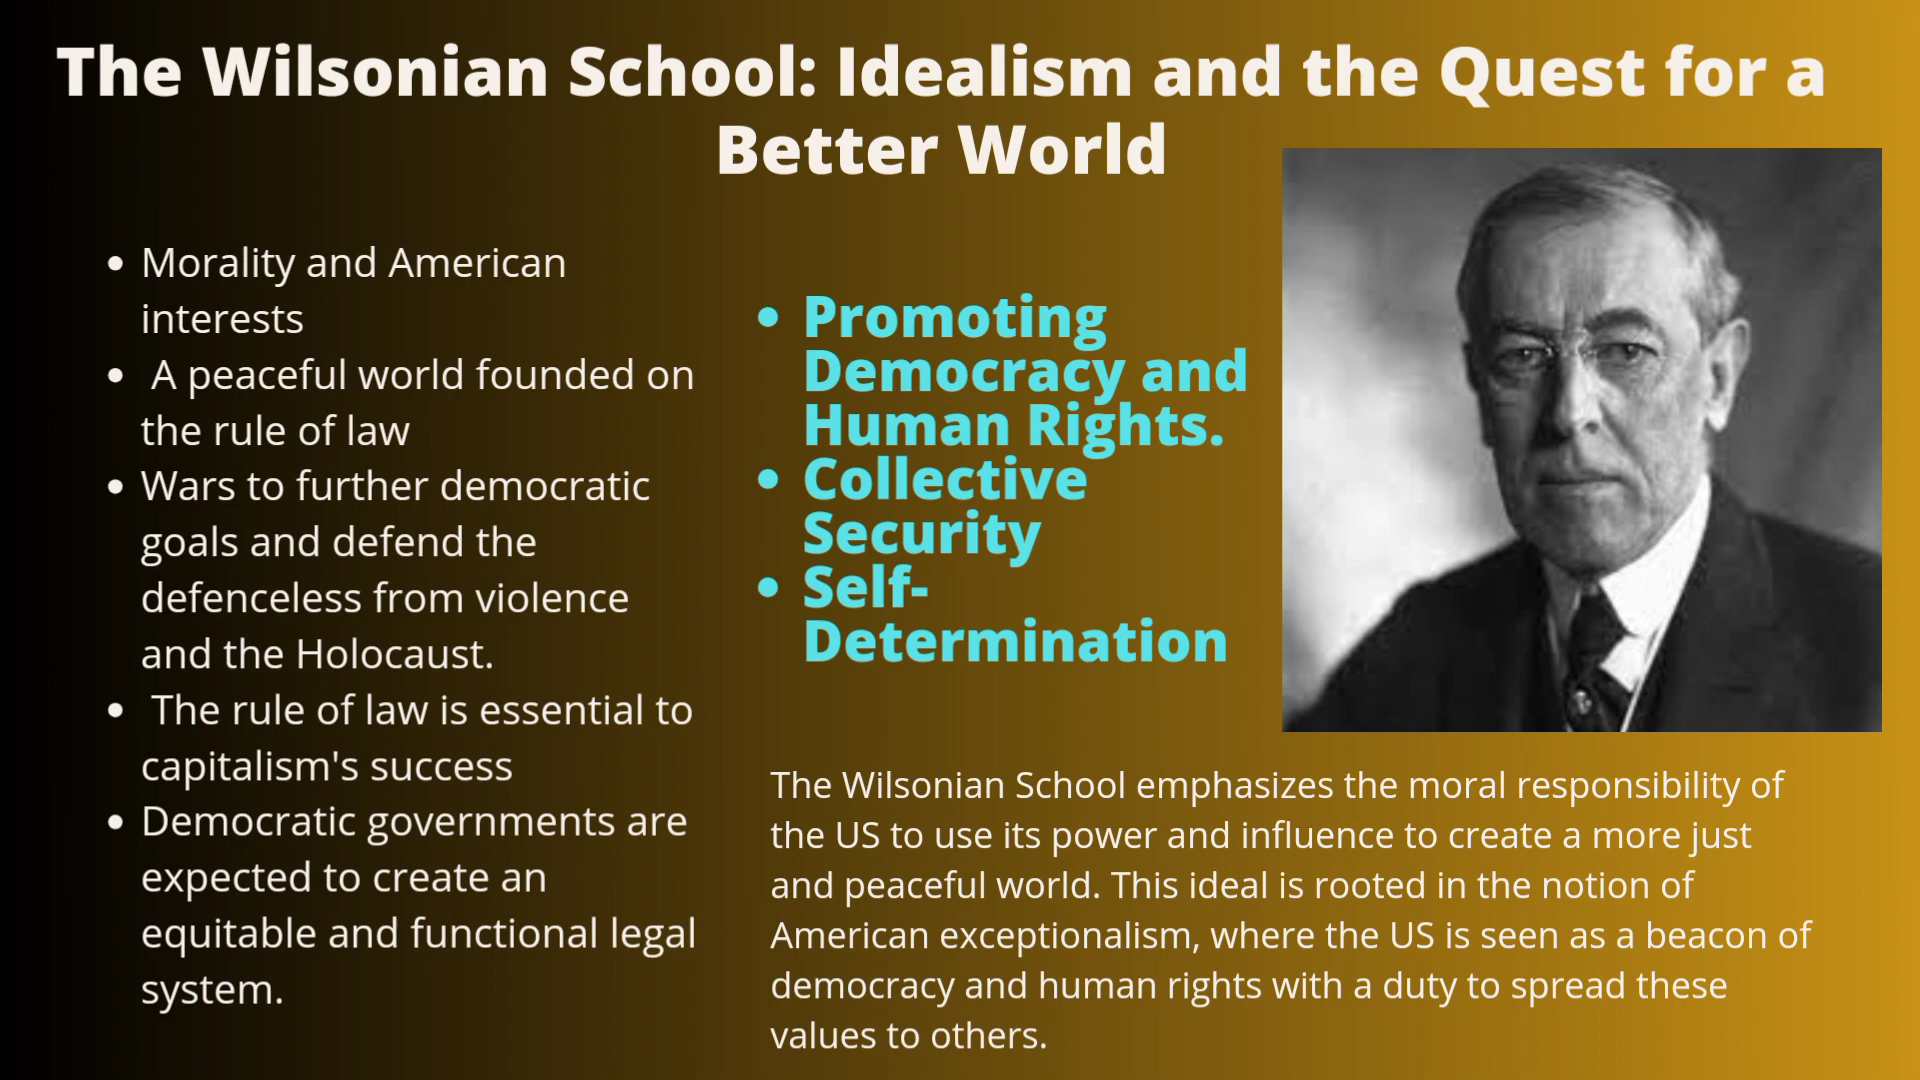 The Wilsonian School: Idealism and the Quest for a
Better World
• Morality and American
interests
• A peaceful world founded on
the rule of law
• Wars to further democratic
goals and defend the
defenceless from violence
and the Holocaust.
• The rule of law is essential to
capitalism's success
• Democratic governments are
expected to create an
equitable and functional legal
system.
• Promoting
Democracy and
Human Rights.
• Collective
Security
• Self-
Determination
The Wilsonian School emphasizes the moral responsibility of
the US to use its power and influence to create a more just
and peaceful world. This ideal is rooted in the notion of
American exceptionalism, where the US is seen as a beacon of
democracy and human rights with a duty to spread these
values to others.